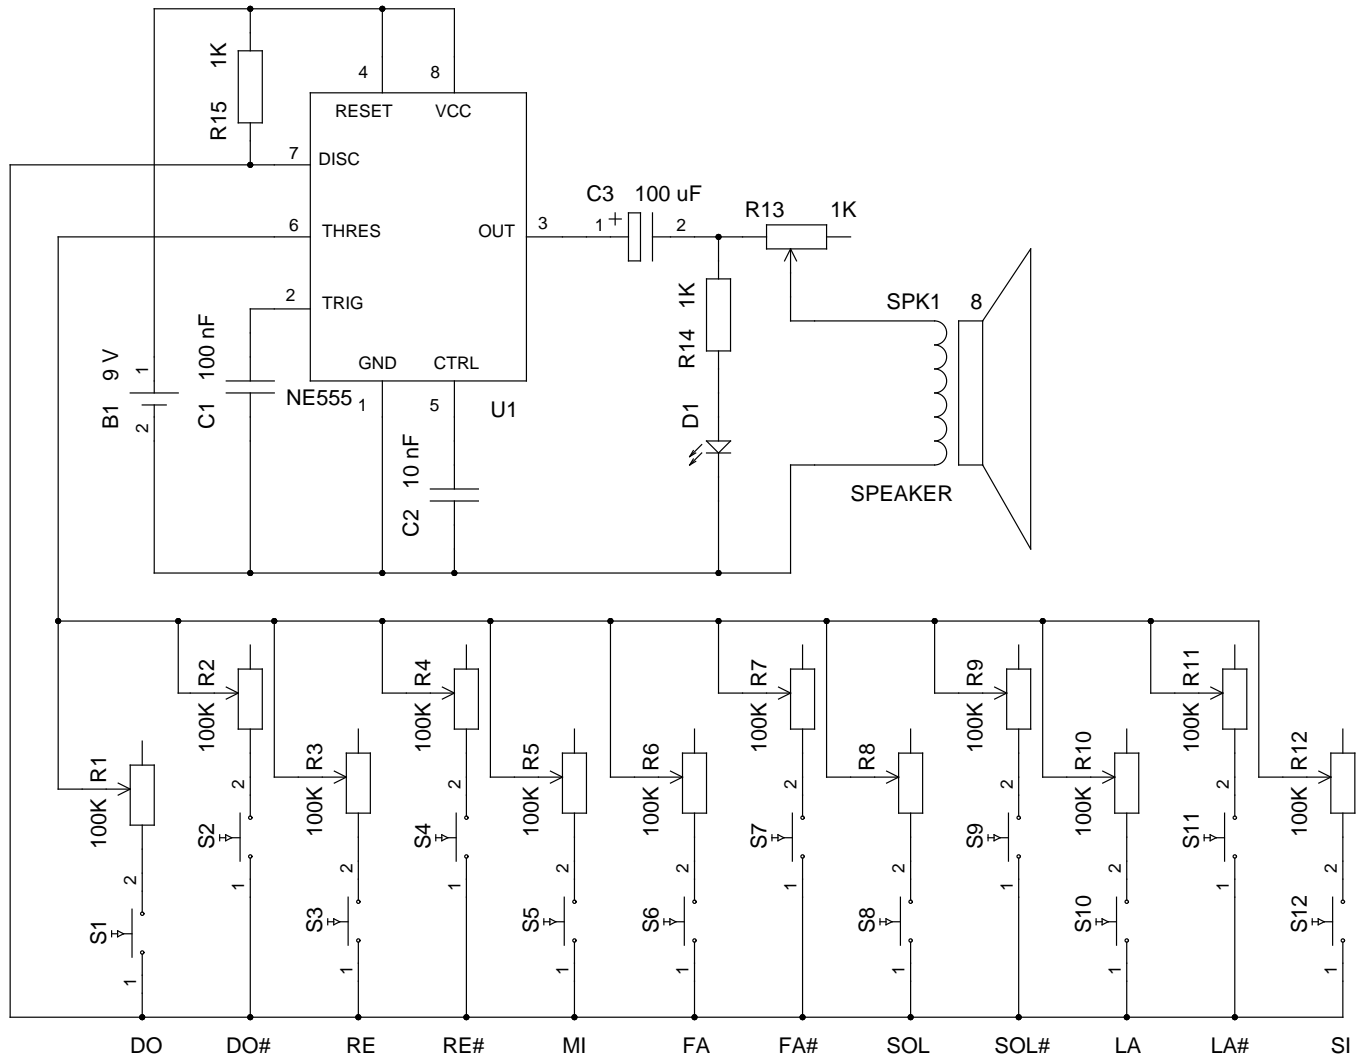 1K
R15
4
8
RESET
VCC
7
DISC
6
THRES
OUT
3
2
TRIG
GND
CTRL
1
5
NE555
U1
9 V
B1
1
2
100 nF
C1
10 nF
C2
C3
100 uF
1
+
2
R13
1K
1K
R14
D1
SPK1
8
SPEAKER
R1
100K
R2
100K
R3
100K
R4
100K
R5
100K
R6
100K
R7
100K
R8
100K
R9
100K
R10
100K
R11
100K
R12
100K
S1
2
1
S2
2
1
S3
2
1
S4
2
1
S5
2
1
S6
2
1
S7
2
1
S8
2
1
S9
2
1
S10
2
1
S11
2
1
S12
2
1
DO
DO#
RE
RE#
MI
FA
FA#
SOL
SOL#
LA
LA#
SI